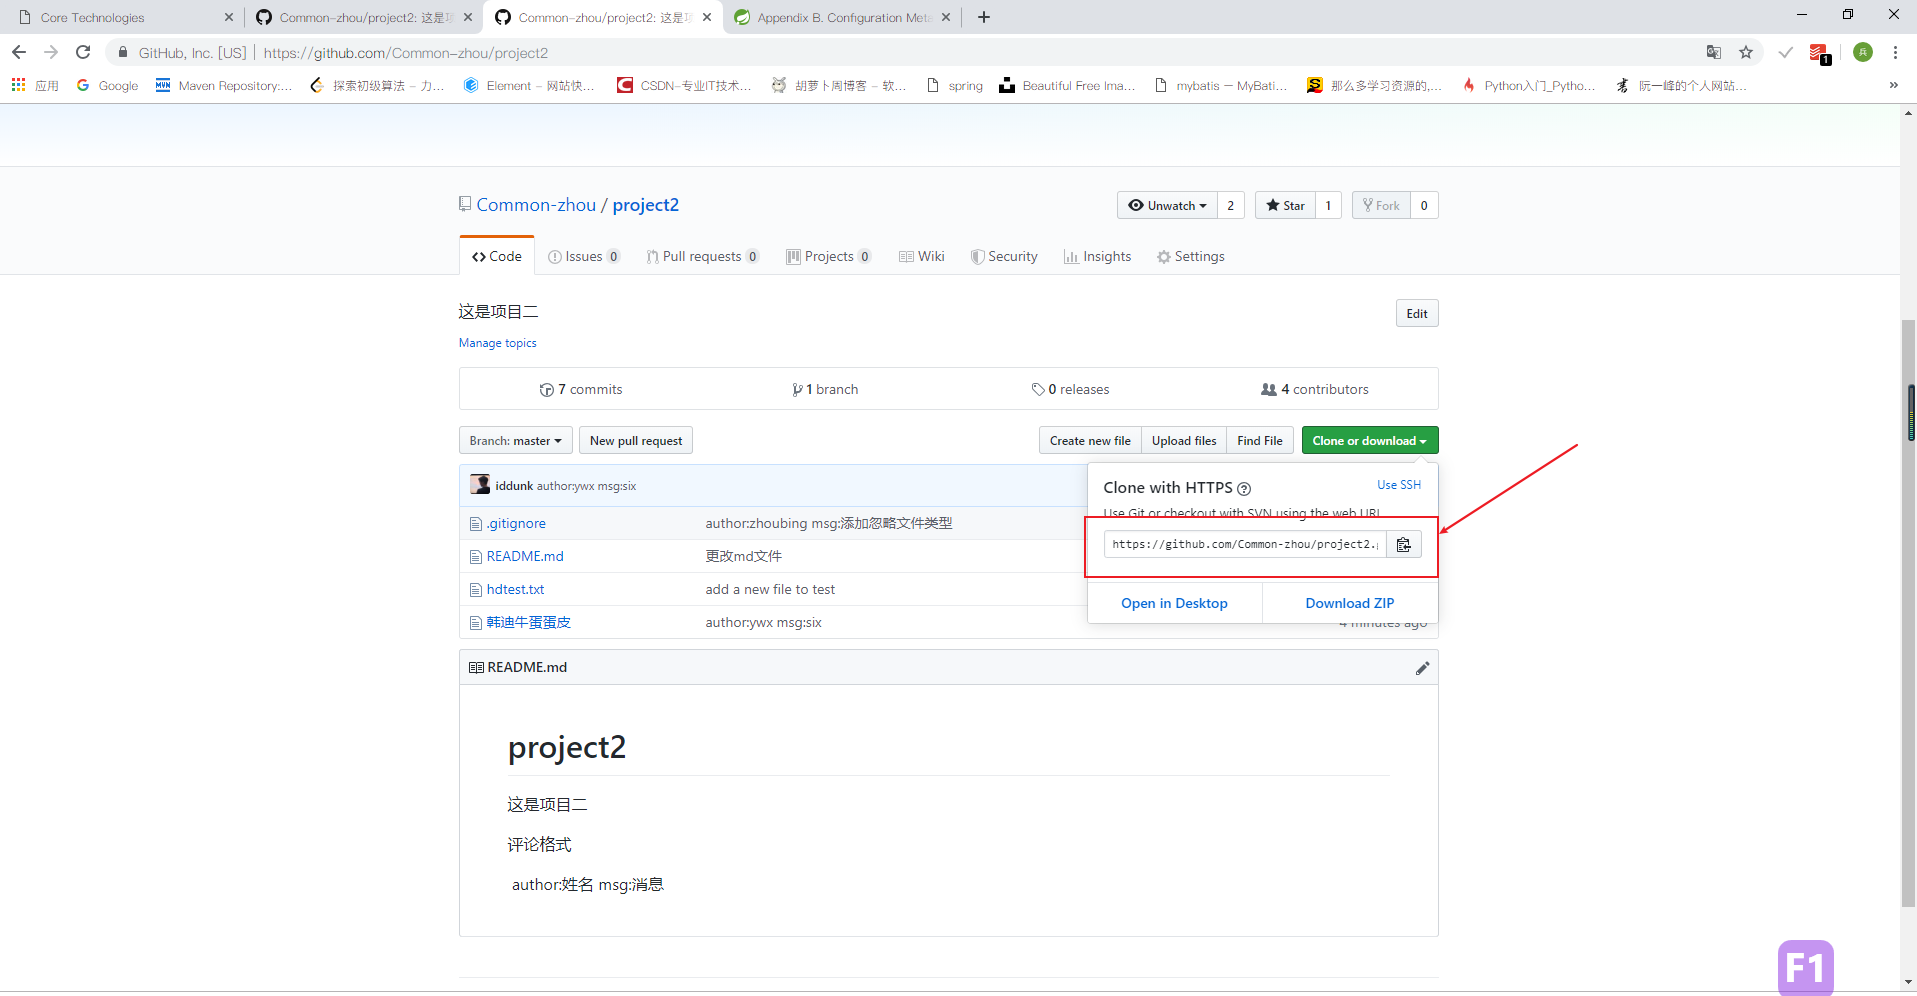 Core Technologies
Common-zhou/project2: 这是项
Common-zhou/project2: 这是项
Appendix B. Configuration Meta
GitHub, Inc. [US] | https://github.com/Common-zhou/project2
1
兵
应用
Google
Maven Repository:...
探索初级算法 - 力...
Element - 网站快...
CSDN-专业IT技术...
胡萝卜周博客 - 软...
spring
Beautiful Free Ima...
mybatis – MyBati...
那么多学习资源的,...
Python入门_Pytho...
阮一峰的个人网站...
»
Common-zhou / project2
Unwatch 2
Star 1
Fork 0
Code
Issues 0
Pull requests 0
Projects 0
Wiki
Security
Insights
Settings
这是项目二
Edit
Manage topics
7 commits
1 branch
0 releases
4 contributors
Branch: master
New pull request
Create new file
Upload files
Find File
Clone or download
iddunk author:ywx msg:six
Clone with HTTPS
Use SSH
Use Git or checkout with SVN using the web URL
https://github.com/Common-zhou/project2.
Open in Desktop
Download ZIP
.gitignore author:zhoubing msg:添加忽略文件类型
README.md 更改md文件
hdtest.txt add a new file to test
韩迪牛蛋蛋皮 author:ywx msg:six 4 minutes ago
README.md
project2
这是项目二
评论格式
author:姓名 msg:消息
F1